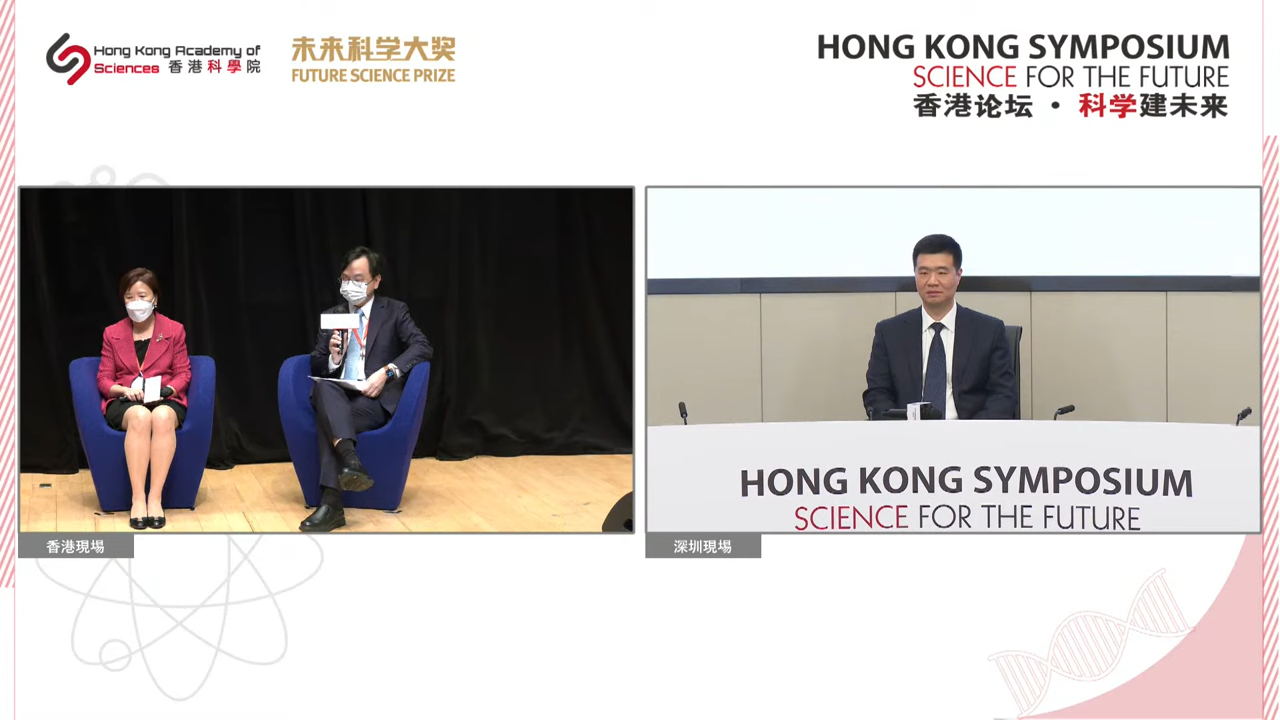 Hong Kong Academy of
Sciences 香港科學院
未来科学大奖
FUTURE SCIENCE PRIZE
HONG KONG SYMPOSIUM
SCIENCE FOR THE FUTURE
香港论坛 · 科学建未来
HONG KONG SYMPOSIUM
SCIENCE FOR THE FUTURE
香港現場
深圳現場